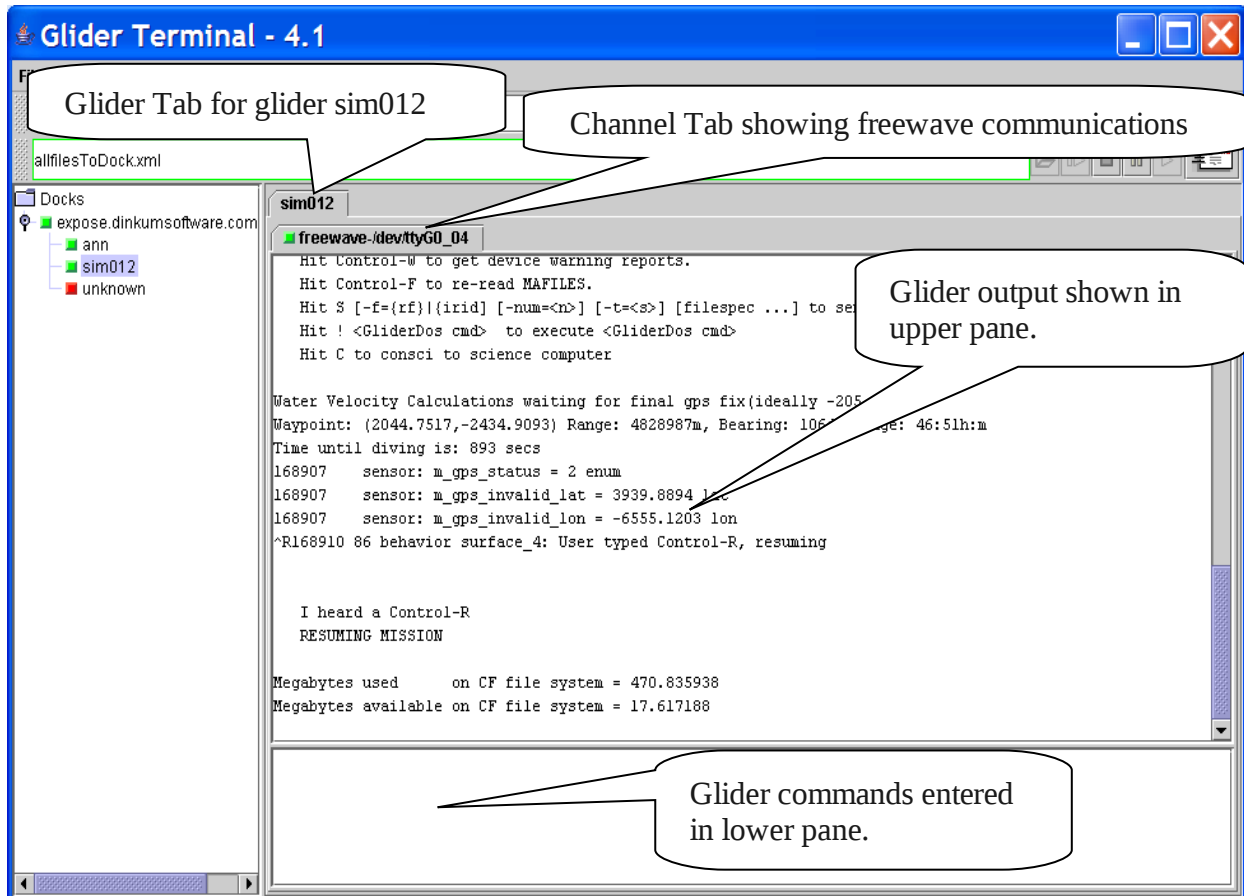 Glider Terminal - 4.1
Glider Tab for glider sim012
Channel Tab showing freewave communications
allfilesToDock.xml
Docks
expose.dinkumsoftware.com
ann
sim012
unknown
sim012
freewave-/dev/ttyG0_04
Hit Control-W to get device warning reports.
Hit Control-F to re-read MAFILES.
Hit S [-f={rf}|{irid] [-num=<n>] [-t=<s>] [filespec ...] to
Hit ! <GliderDos cmd> to execute <GliderDos cmd>
Hit C to consci to science computer
Glider output shown in
upper pane.
Water Velocity Calculations waiting for final gps fix(ideally -205
Waypoint: (2044.7517,-2434.9093) Range: 4828987m, Bearing: 106 46:51h:m
Time until diving is: 893 secs
168907 sensor: m_gps_status = 2 enum
168907 sensor: m_gps_invalid_lat = 3939.8894
168907 sensor: m_gps_invalid_lon = -6555.1203 lon
^R168910 86 behavior surface_4: User typed Control-R, resuming
I heard a Control-R
RESUMING MISSION
Megabytes used on CF file system = 470.835938
Megabytes available on CF file system = 17.617188
Glider commands entered
in lower pane.